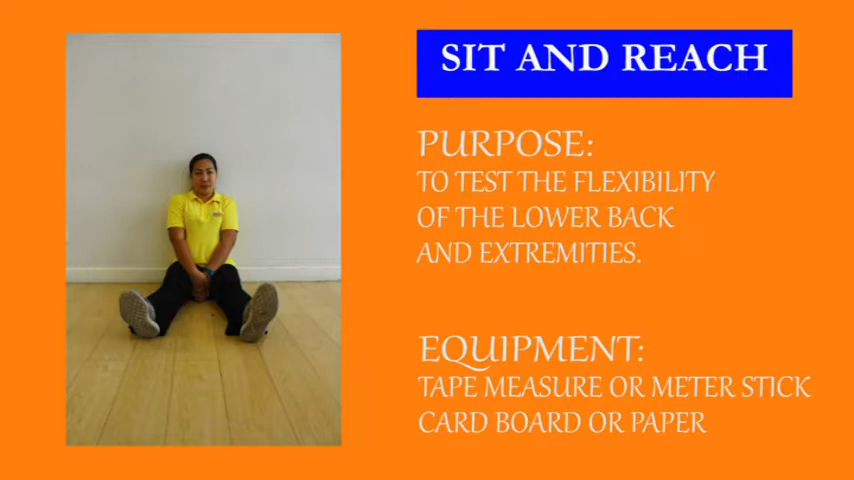 SIT AND REACH
PURPOSE:
TO TEST THE FLEXIBILITY
OF THE LOWER BACK
AND EXTREMITIES.
EQUIPMENT:
TAPE MEASURE OR METER STICK
CARD BOARD OR PAPER